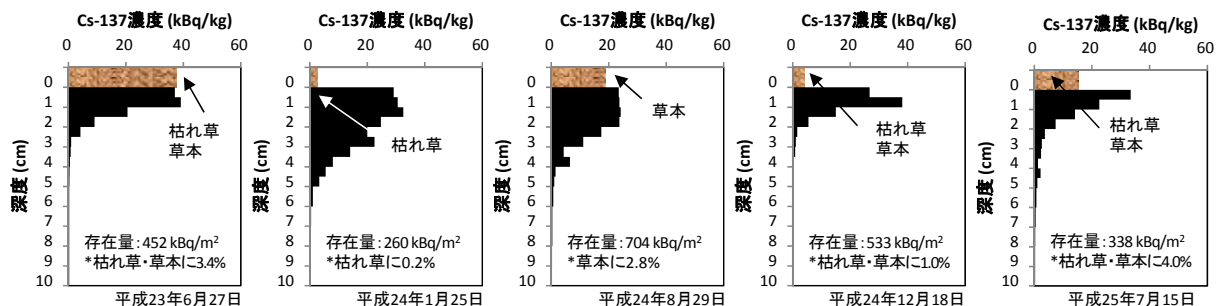 Cs-137濃度 (kBq/kg)
0 20 40 60
深度 (cm)
0
1
2
3
4
5
6
7
8
9
10
枯れ草
草本
存在量:452 kBq/m²
*枯れ草・草本に3.4%
平成23年6月27日
Cs-137濃度 (kBq/kg)
0 20 40 60
深度 (cm)
0
1
2
3
4
5
6
7
8
9
10
枯れ草
存在量:260 kBq/m²
*枯れ草に0.2%
平成24年1月25日
Cs-137濃度 (kBq/kg)
0 20 40 60
深度 (cm)
0
1
2
3
4
5
6
7
8
9
10
草本
存在量:704 kBq/m²
*草本に2.8%
平成24年8月29日
Cs-137濃度 (kBq/kg)
0 20 40 60
深度 (cm)
0
1
2
3
4
5
6
7
8
9
10
枯れ草
草本
存在量:533 kBq/m²
*枯れ草・草本に1.0%
平成24年12月18日
Cs-137濃度 (kBq/kg)
0 20 40 60
深度 (cm)
0
1
2
3
4
5
6
7
8
9
10
枯れ草
草本
存在量:338 kBq/m²
*枯れ草・草本に4.0%
平成25年7月15日